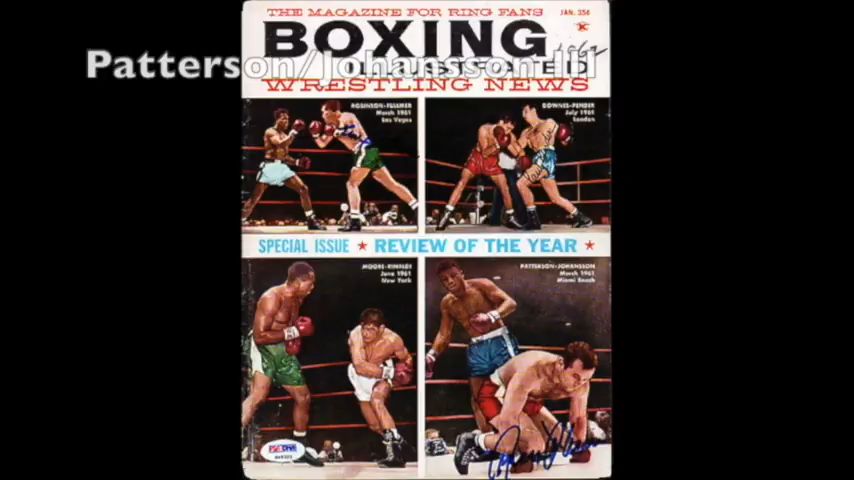 THE MAGAZINE FOR RING FANS
JAN. 35¢
BOXING
1962
Patterson/Johansson III
ILLUSTRATED
WRESTLING NEWS
ROBINSON-FULLMER
March 1961
Las Vegas
DOWNES-PENDER
July 1961
London
SPECIAL ISSUE ★ REVIEW OF THE YEAR ★
MOORE-RINALDI
June 1961
New York
PATTERSON-JOHANSSON
March 1961
Miami Beach
PSA/DNA